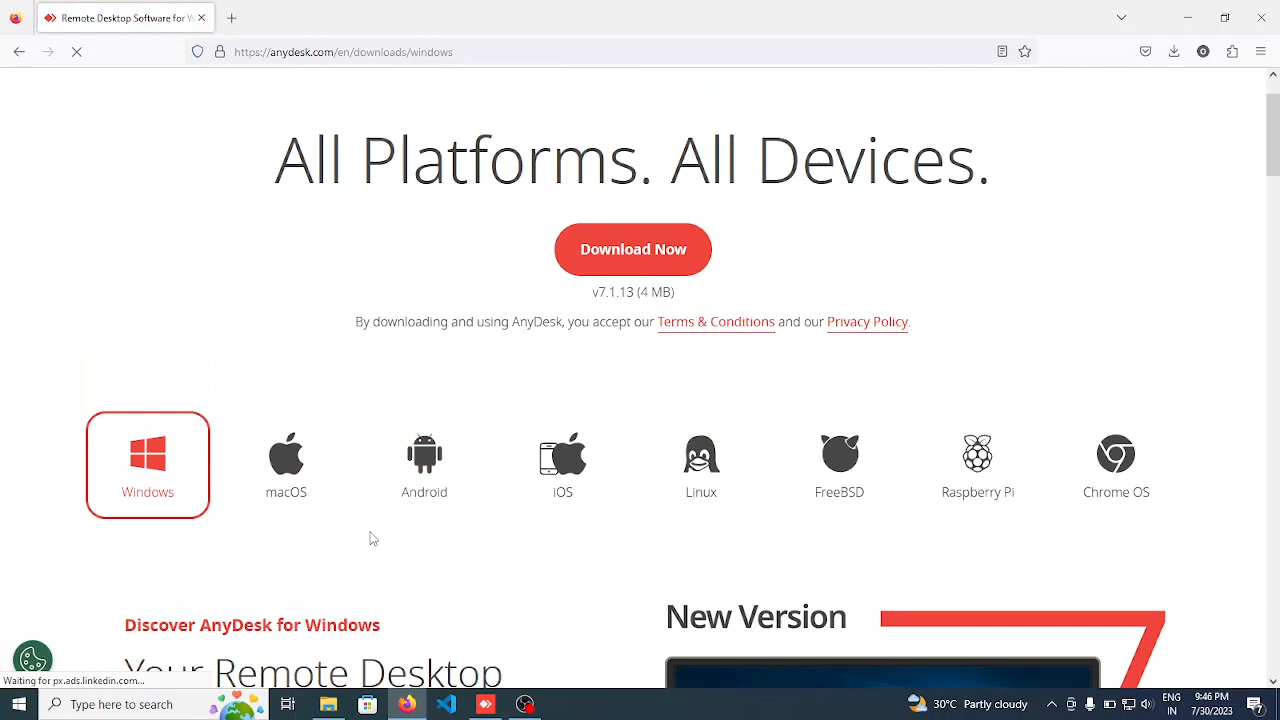 Remote Desktop Software for W
https://anydesk.com/en/downloads/windows
All Platforms. All Devices.
Download Now
v7.1.13 (4 MB)
By downloading and using AnyDesk, you accept our Terms & Conditions and our Privacy Policy.
Windows
macOS
Android
iOS
Linux
FreeBSD
Raspberry Pi
Chrome OS
Discover AnyDesk for Windows
Your Remote Desktop
New Version
7
Waiting for px.ads.linkedin.com...
Type here to search
30°C Partly cloudy
ENG
IN
9:46 PM
7/30/2023